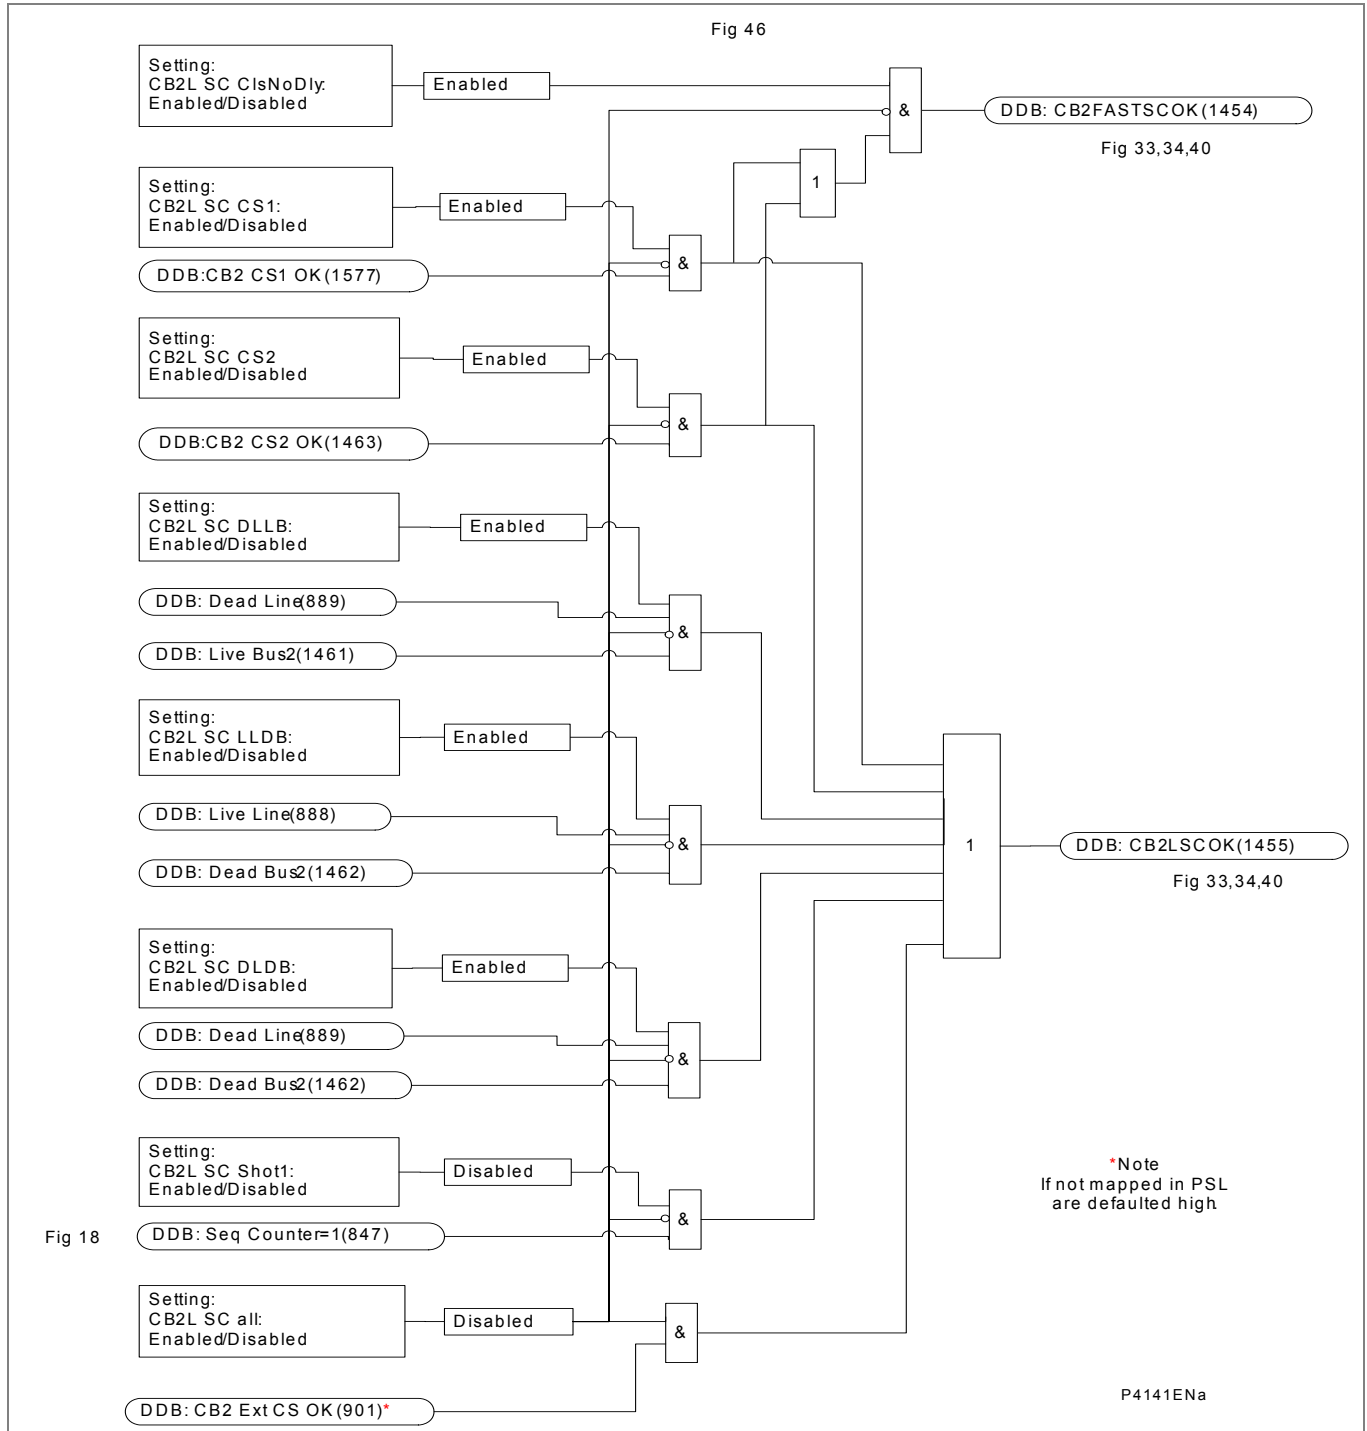 Fig 46
Setting:
CB2L SC ClsNoDly:
Enabled/Disabled
Enabled
&
DDB: CB2FASTSCOK(1454)
Fig 33,34,40
1
Setting:
CB2L SC CS1:
Enabled/Disabled
Enabled
&
DDB:CB2 CS1 OK(1577)
Setting:
CB2L SC CS2
Enabled/Disabled
Enabled
&
DDB:CB2 CS2 OK(1463)
Setting:
CB2L SC DLLB:
Enabled/Disabled
Enabled
DDB: Dead Line(889)
&
DDB: Live Bus2(1461)
Setting:
CB2L SC LLDB:
Enabled/Disabled
Enabled
DDB: Live Line(888)
&
DDB: Dead Bus2(1462)
1
DDB: CB2LSCOK(1455)
Fig 33,34,40
Setting:
CB2L SC DLDB:
Enabled/Disabled
Enabled
DDB: Dead Line(889)
&
DDB: Dead Bus2(1462)
Setting:
CB2L SC Shot1:
Enabled/Disabled
Disabled
&
Fig 18
DDB: Seq Counter=1(847)
*Note
If not mapped in PSL
are defaulted high.
Setting:
CB2L SC all:
Enabled/Disabled
Disabled
&
DDB: CB2 Ext CS OK(901)*
P4141ENa